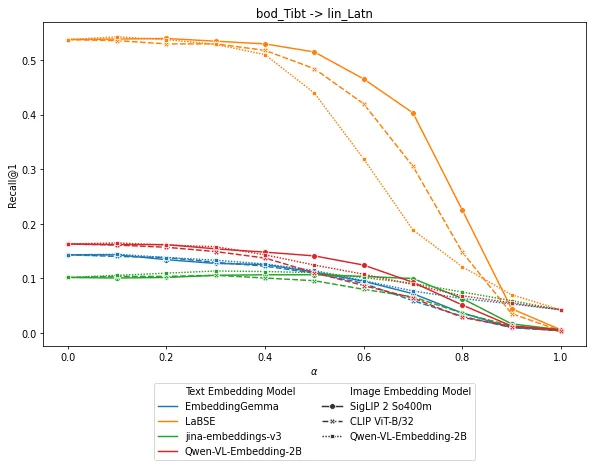 bod_Tibt -> lin_Latn
Recall@1
0.5
0.4
0.3
0.2
0.1
0.0
0.0 0.2 0.4 0.6 0.8 1.0
α
Text Embedding Model Image Embedding Model
EmbeddingGemma SigLIP 2 So400m
LaBSE CLIP ViT-B/32
jina-embeddings-v3 Qwen-VL-Embedding-2B
Qwen-VL-Embedding-2B